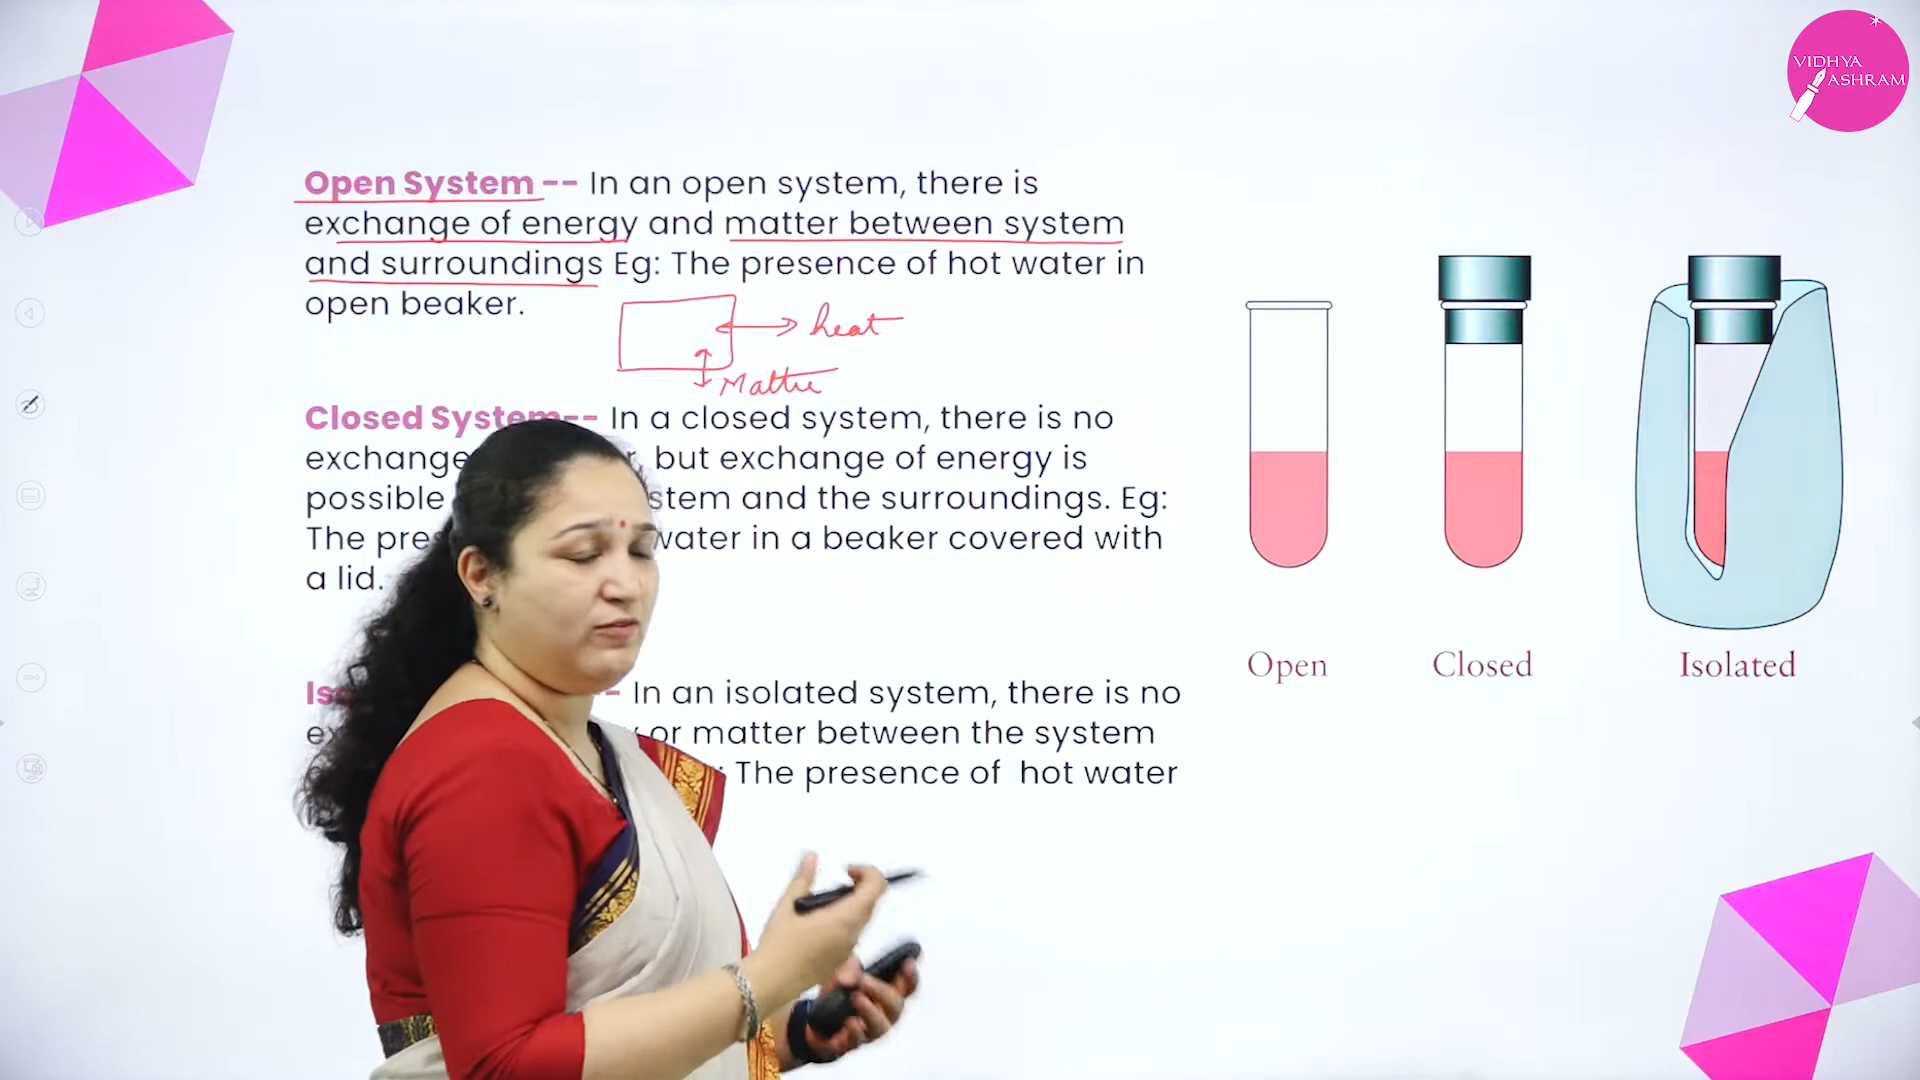 VIDHYA
ASHRAM
Open System -- In an open system, there is
exchange of energy and matter between system
and surroundings Eg: The presence of hot water in
open beaker.
heat
Matter
Closed System-- In a closed system, there is no
exchange , but exchange of energy is
possible and the surroundings. Eg:
The water in a beaker covered with
a lid.
- In an isolated system, there is no
or matter between the system
: The presence of hot water
Open
Closed
Isolated